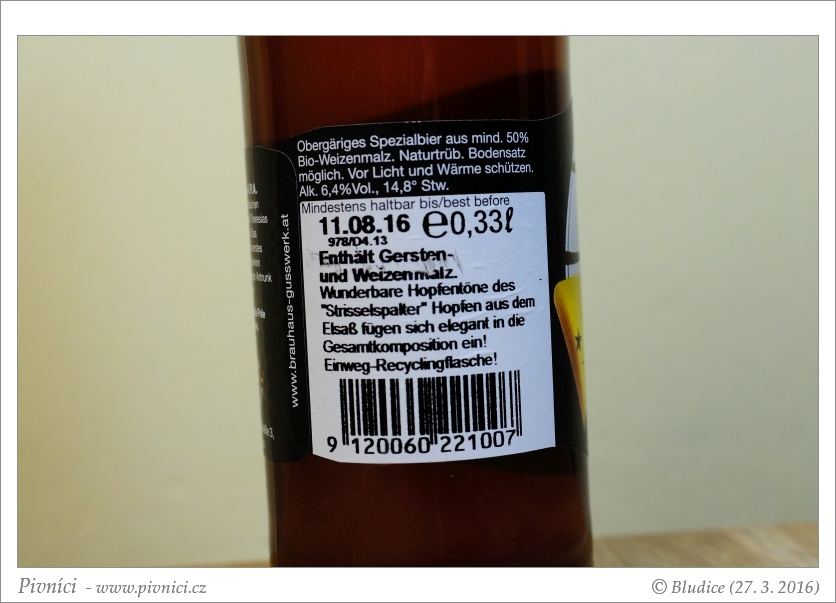 Obergäriges Spezialbier aus mind. 50%
Bio-Weizenmalz. Naturtrüb. Bodensatz
möglich. Vor Licht und Wärme schützen.
Alk. 6,4%Vol., 14,8° Stw.
Mindestens haltbar bis/best before
11.08.16 ℮0,33ℓ
978/D4.13
Enthält Gersten-
und Weizenmalz.
Wunderbare Hopfentöne des
"Strisselspalter" Hopfen aus dem
Elsaß fügen sich elegant in die
Gesamtkomposition ein!
Einweg-Recyclingflasche!
9 120060 221007
www.brauhaus-gusswerk.at
Pivníci - www.pivnici.cz
© Bludice (27. 3. 2016)